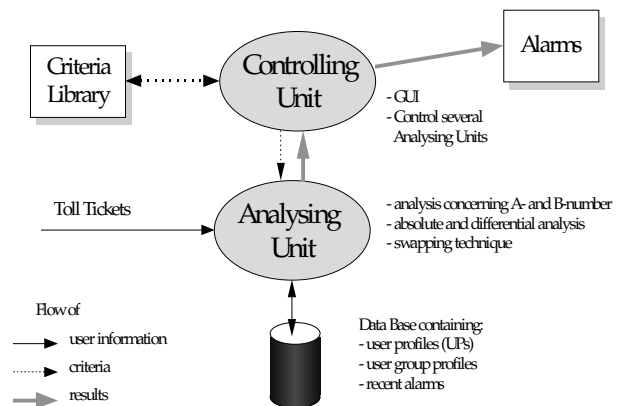 Criteria
Library
Controlling
Unit
Alarms
- GUI
- Control several
Analysing Units
Toll Tickets
Analysing
Unit
- analysis concerning A- and B-number
- absolute and differential analysis
- swapping technique
Flow of
user information
criteria
results
Data Base containing:
- user profiles (UPs)
- user group profiles
- recent alarms